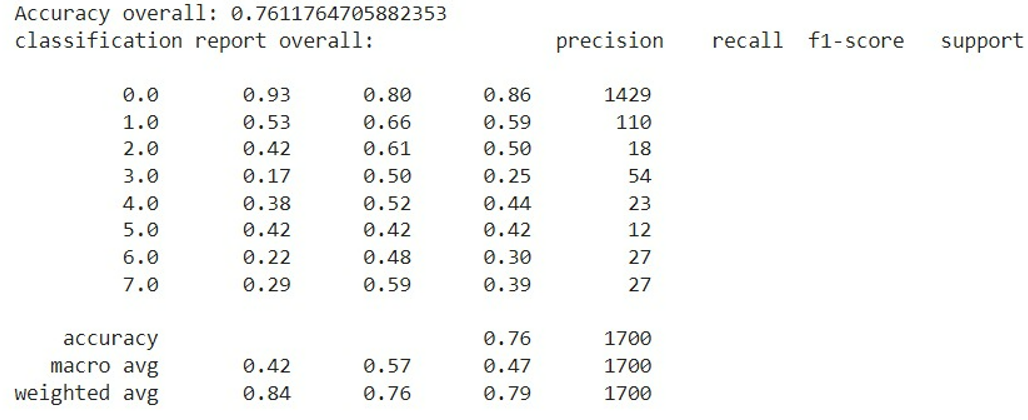 Accuracy overall: 0.7611764705882353
classification report overall: precision recall f1-score support
0.0 0.93 0.80 0.86 1429
1.0 0.53 0.66 0.59 110
2.0 0.42 0.61 0.50 18
3.0 0.17 0.50 0.25 54
4.0 0.38 0.52 0.44 23
5.0 0.42 0.42 0.42 12
6.0 0.22 0.48 0.30 27
7.0 0.29 0.59 0.39 27
accuracy 0.76 1700
macro avg 0.42 0.57 0.47 1700
weighted avg 0.84 0.76 0.79 1700